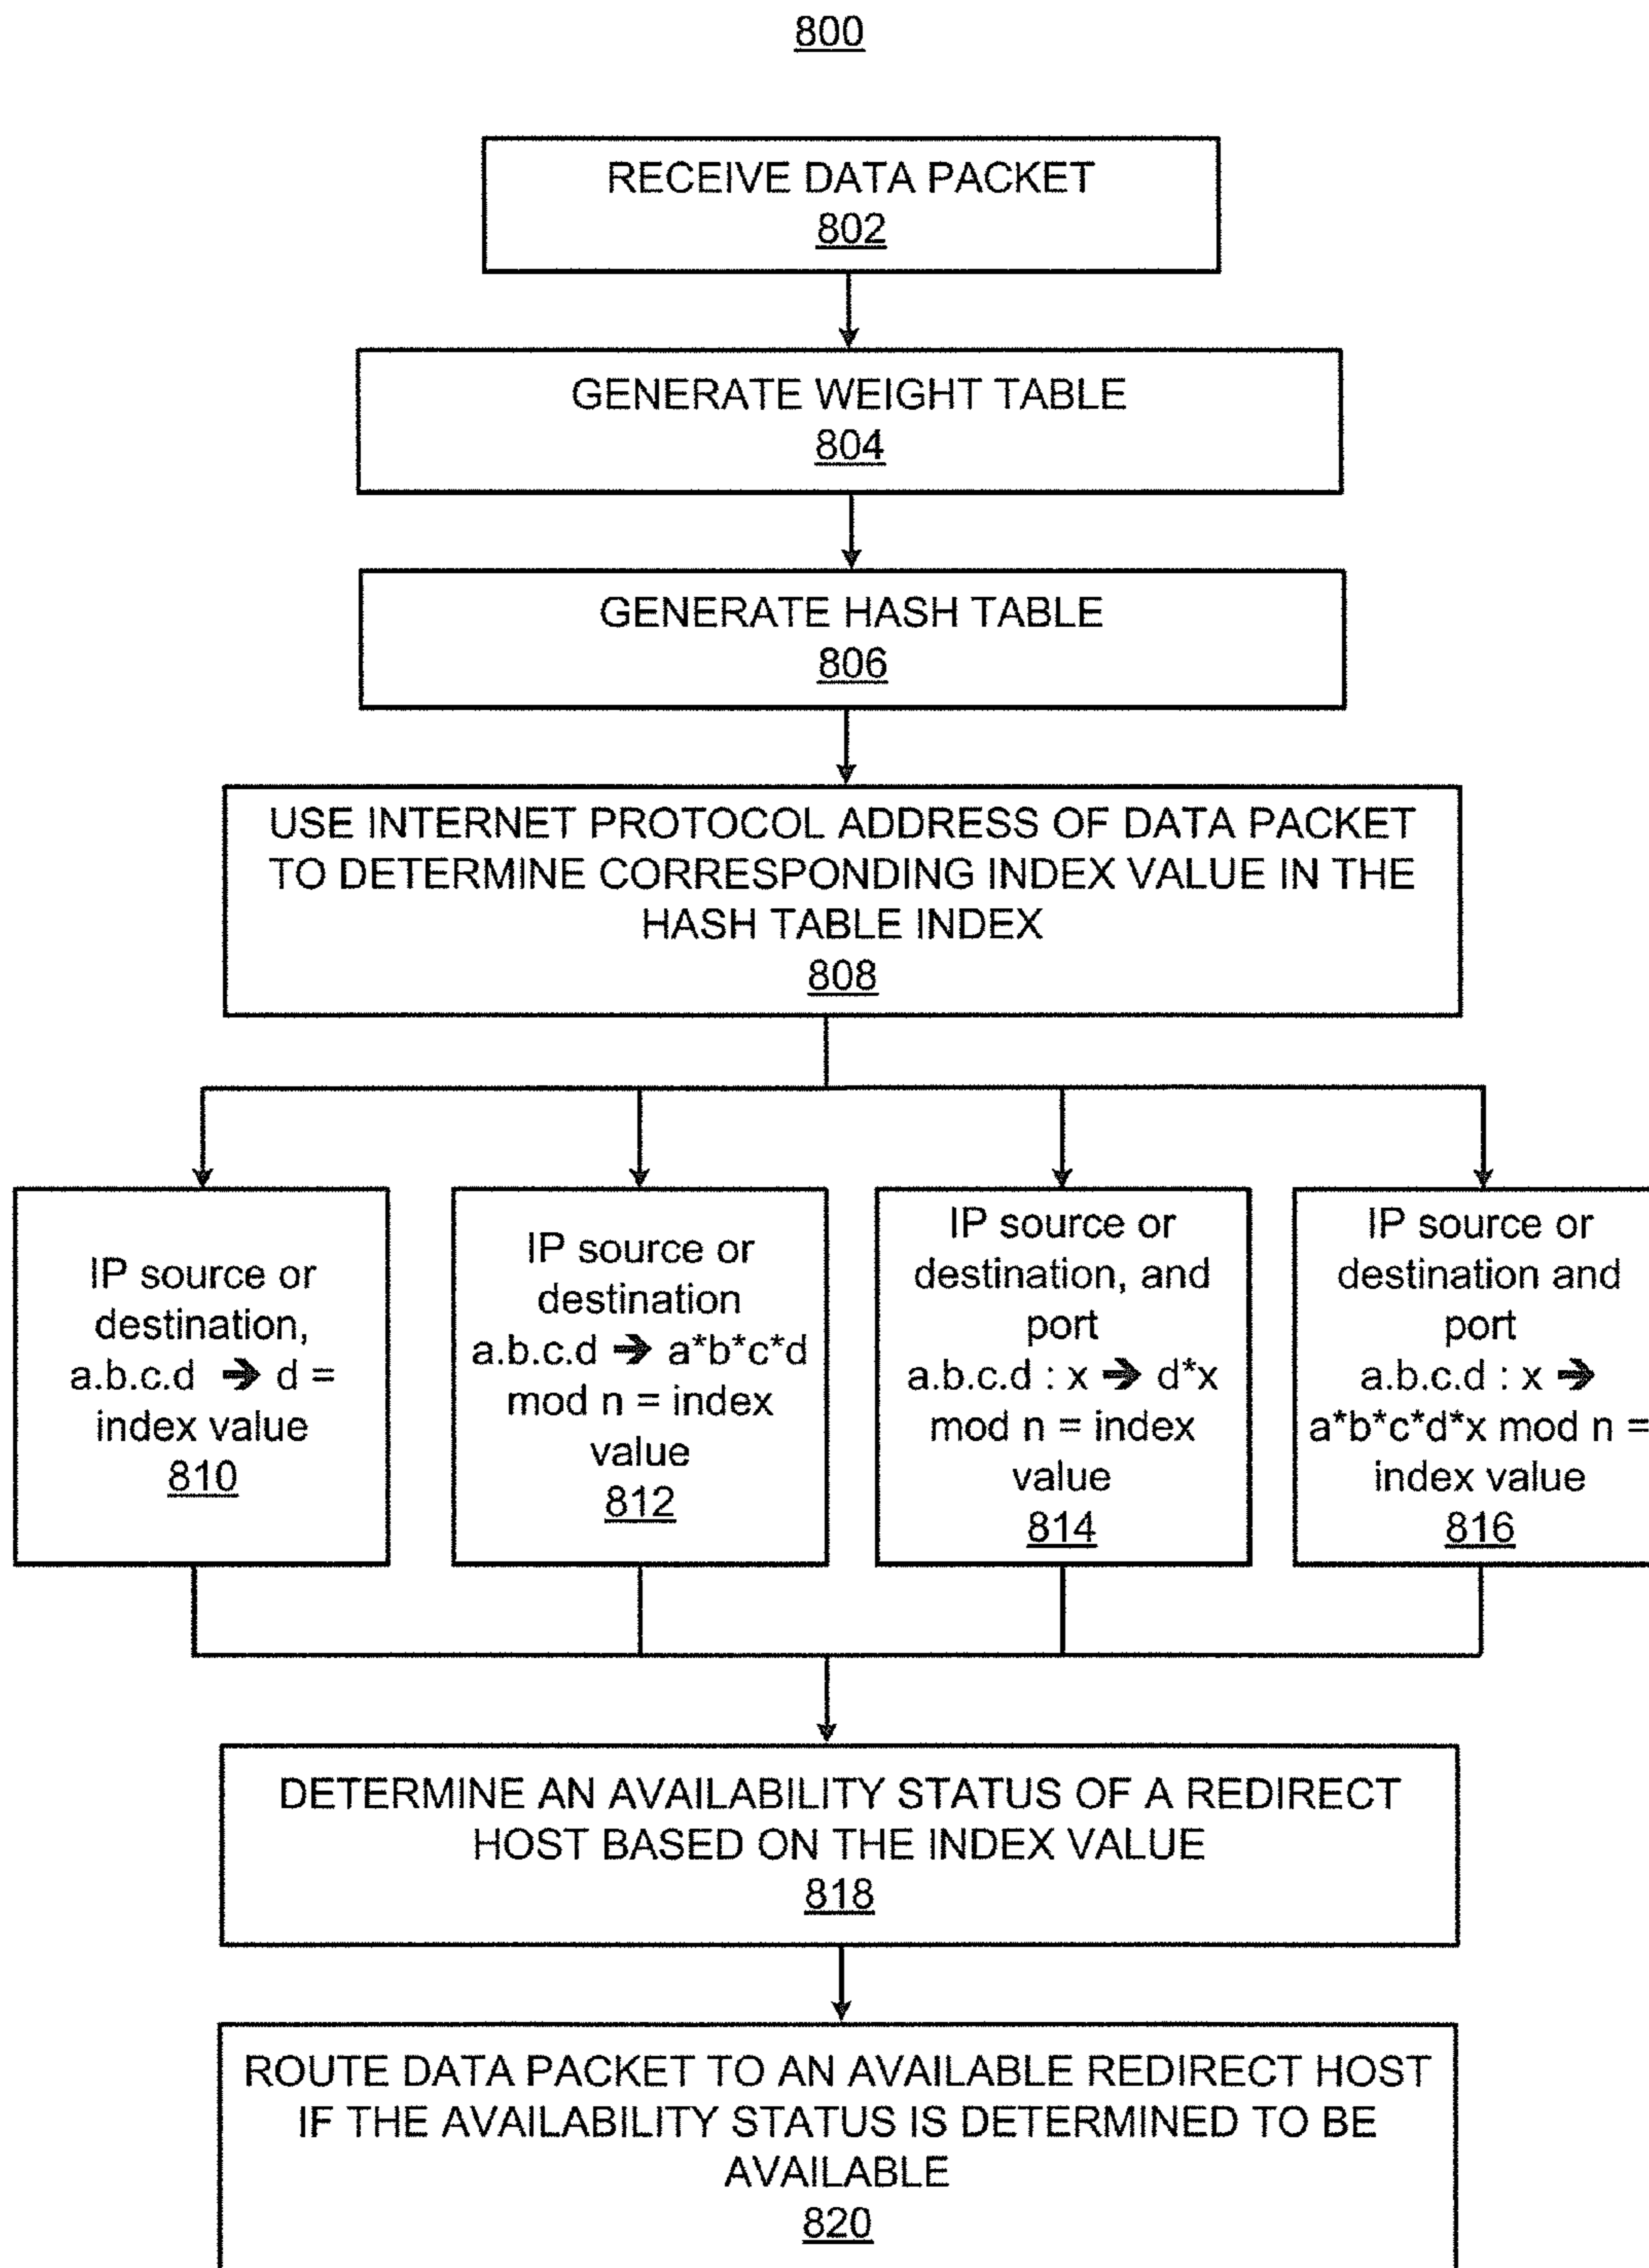 800
RECEIVE DATA PACKET
802
GENERATE WEIGHT TABLE
804
GENERATE HASH TABLE
806
USE INTERNET PROTOCOL ADDRESS OF DATA PACKET
TO DETERMINE CORRESPONDING INDEX VALUE IN THE
HASH TABLE INDEX
808
IP source or
destination,
a.b.c.d ➔ d =
index value
810
IP source or
destination
a.b.c.d ➔ a*b*c*d
mod n = index
value
812
IP source or
destination, and
port
a.b.c.d : x ➔ d*x
mod n = index
value
814
IP source or
destination and
port
a.b.c.d : x ➔
a*b*c*d*x mod n =
index value
816
DETERMINE AN AVAILABILITY STATUS OF A REDIRECT
HOST BASED ON THE INDEX VALUE
818
ROUTE DATA PACKET TO AN AVAILABLE REDIRECT HOST
IF THE AVAILABILITY STATUS IS DETERMINED TO BE
AVAILABLE
820